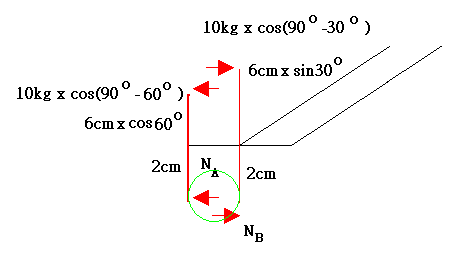 10kg x cos(90° -30° )
6cm x sin30°
10kg x cos(90° -60° )
6cm x cos60°
2cm
N_A
2cm
N_B